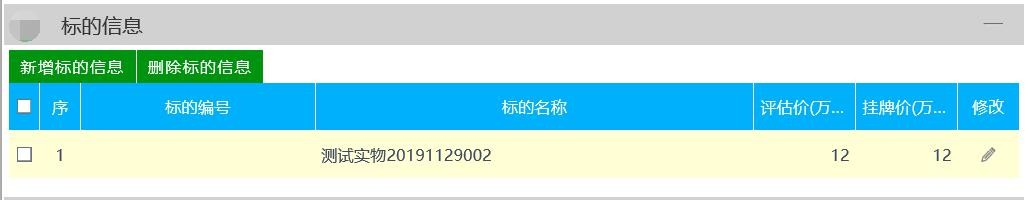 标的信息
新增标的信息 删除标的信息
序 标的编号 标的名称 评估价(万... 挂牌价(万... 修改
1 测试实物20191129002 12 12